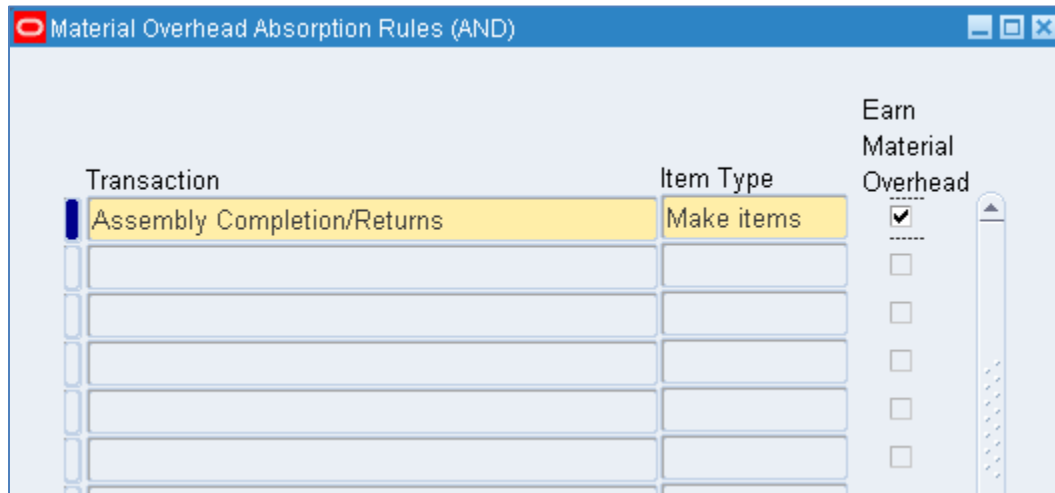 Material Overhead Absorption Rules (AND)
Earn
Material
Transaction Item Type Overhead
Assembly Completion/Returns Make items